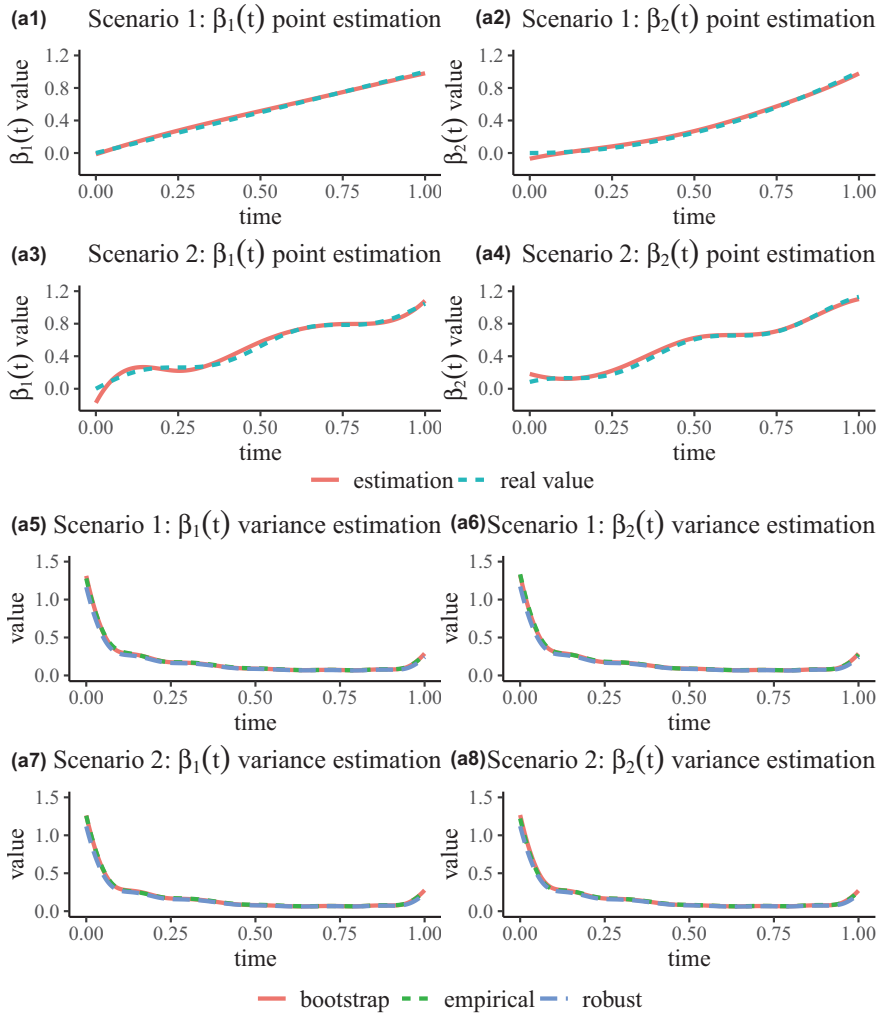 (a1) Scenario 1: β1(t) point estimation
β1(t) value
1.2
0.8
0.4
0.0
0.00 0.25 0.50 0.75 1.00
time
(a2) Scenario 1: β2(t) point estimation
β2(t) value
1.2
0.8
0.4
0.0
0.00 0.25 0.50 0.75 1.00
time
(a3) Scenario 2: β1(t) point estimation
β1(t) value
1.2
0.8
0.4
0.0
0.00 0.25 0.50 0.75 1.00
time
(a4) Scenario 2: β2(t) point estimation
β2(t) value
1.2
0.8
0.4
0.0
0.00 0.25 0.50 0.75 1.00
time
estimation real value
(a5) Scenario 1: β1(t) variance estimation
value
1.5
1.0
0.5
0.0
0.00 0.25 0.50 0.75 1.00
time
(a6) Scenario 1: β2(t) variance estimation
value
1.5
1.0
0.5
0.0
0.00 0.25 0.50 0.75 1.00
time
(a7) Scenario 2: β1(t) variance estimation
value
1.5
1.0
0.5
0.0
0.00 0.25 0.50 0.75 1.00
time
(a8) Scenario 2: β2(t) variance estimation
value
1.5
1.0
0.5
0.0
0.00 0.25 0.50 0.75 1.00
time
bootstrap empirical robust